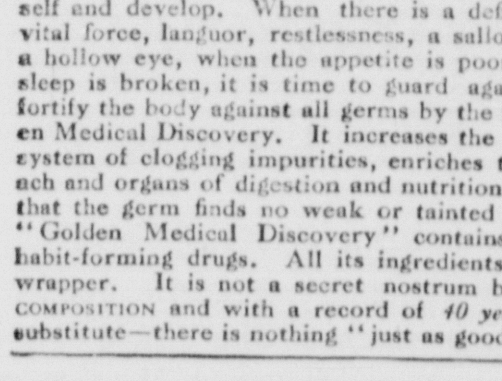 self and develop. When there is a def
vital force, languor, restlessness, a sallo
a hollow eye, when the appetite is poo
sleep is broken, it is time to guard aga
fortify the body against all germs by the
en Medical Discovery. It increases the
system of clogging impurities, enriches t
ach and organs of digestion and nutrition
that the germ finds no weak or tainted
"Golden Medical Discovery" contains
habit-forming drugs. All its ingredients
wrapper. It is not a secret nostrum b
COMPOSITION and with a record of 40 ye
substitute—there is nothing "just as good